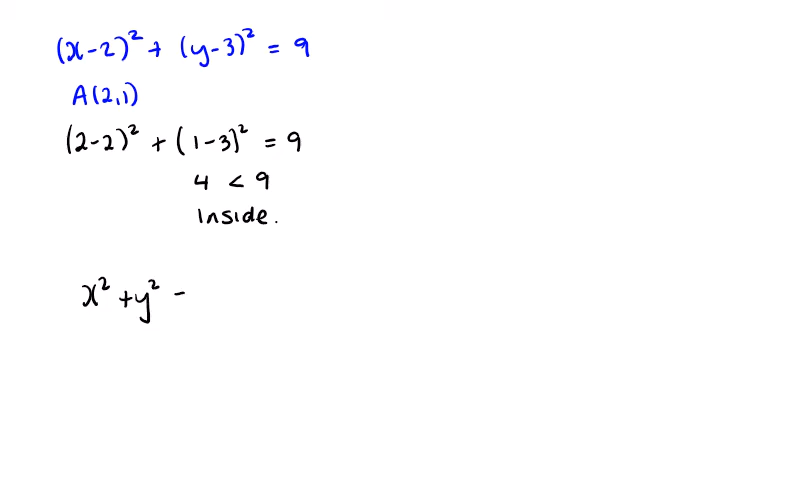 (x-2)² + (y-3)² = 9
A(2,1)
(2-2)² + (1-3)² = 9
4 < 9
Inside.
x² + y² -